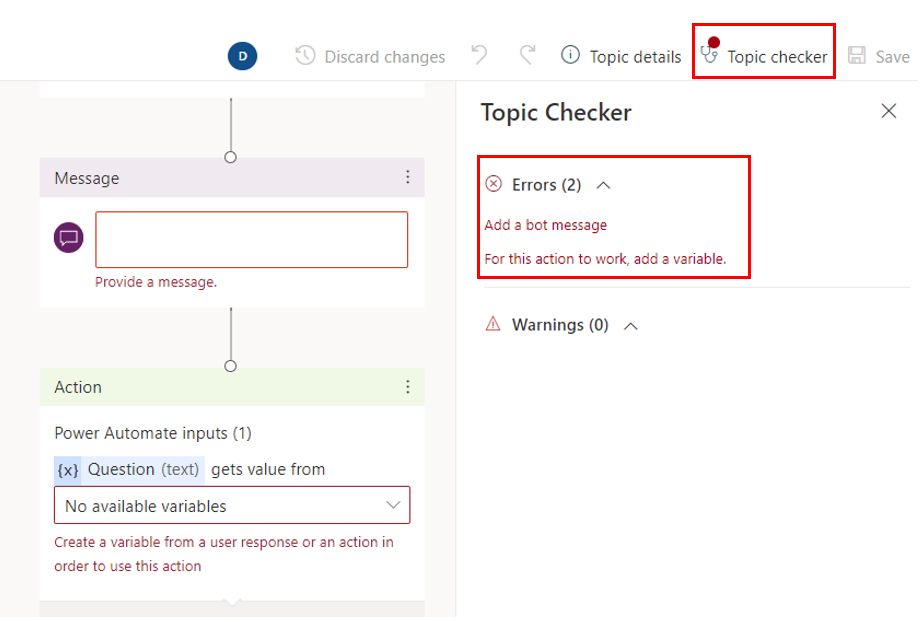 D
Discard changes
Topic details
Topic checker
Save
Message
Provide a message.
Action
Power Automate inputs (1)
{x} Question (text) gets value from
No available variables
Create a variable from a user response or an action in
order to use this action
Topic Checker
Errors (2)
Add a bot message
For this action to work, add a variable.
Warnings (0)